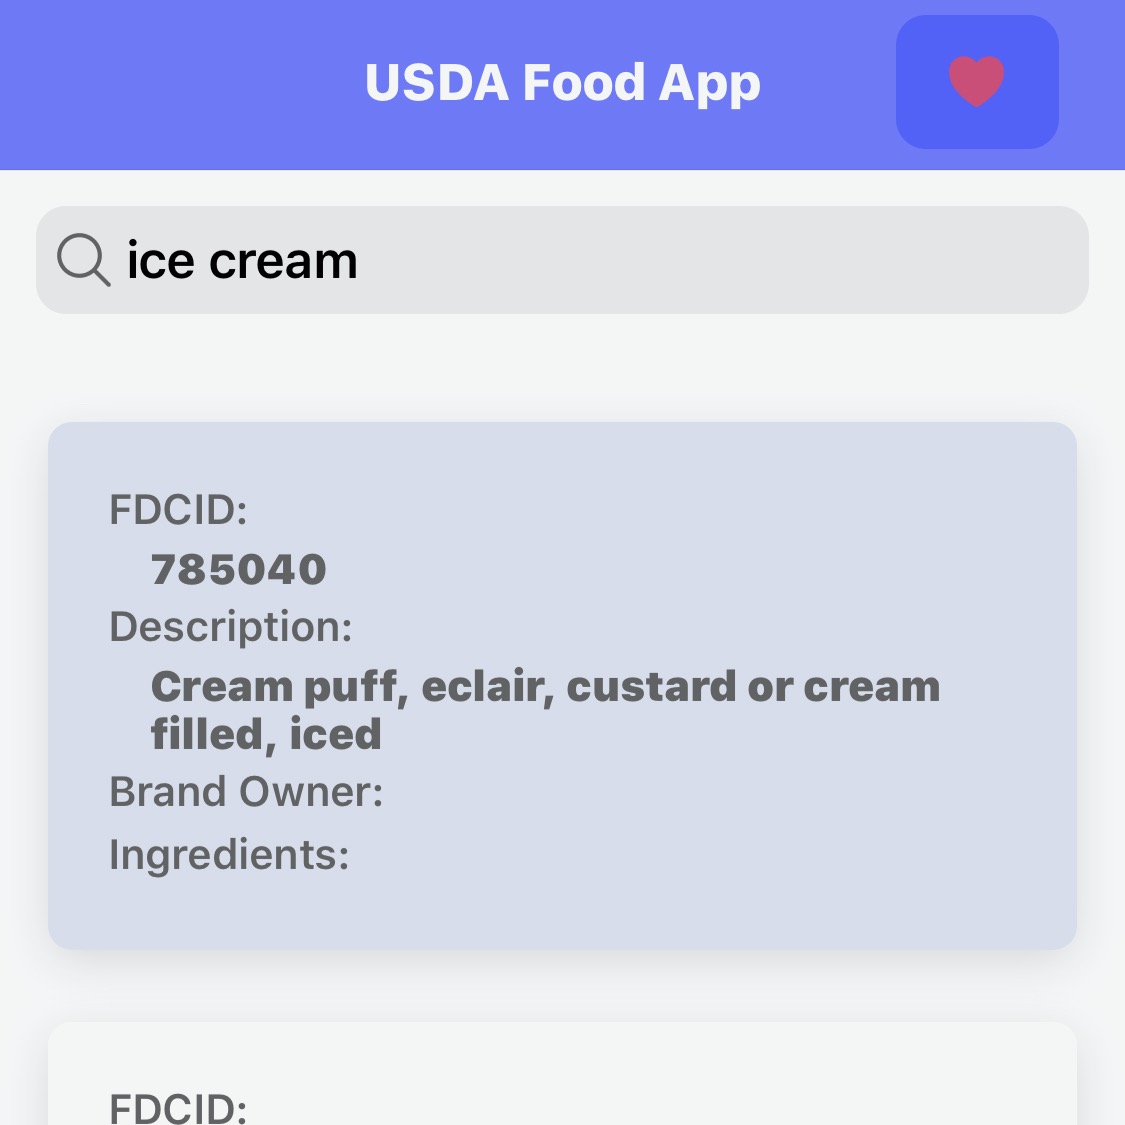 USDA Food App
ice cream
FDCID:
785040
Description:
Cream puff, eclair, custard or cream
filled, iced
Brand Owner:
Ingredients:
FDCID: